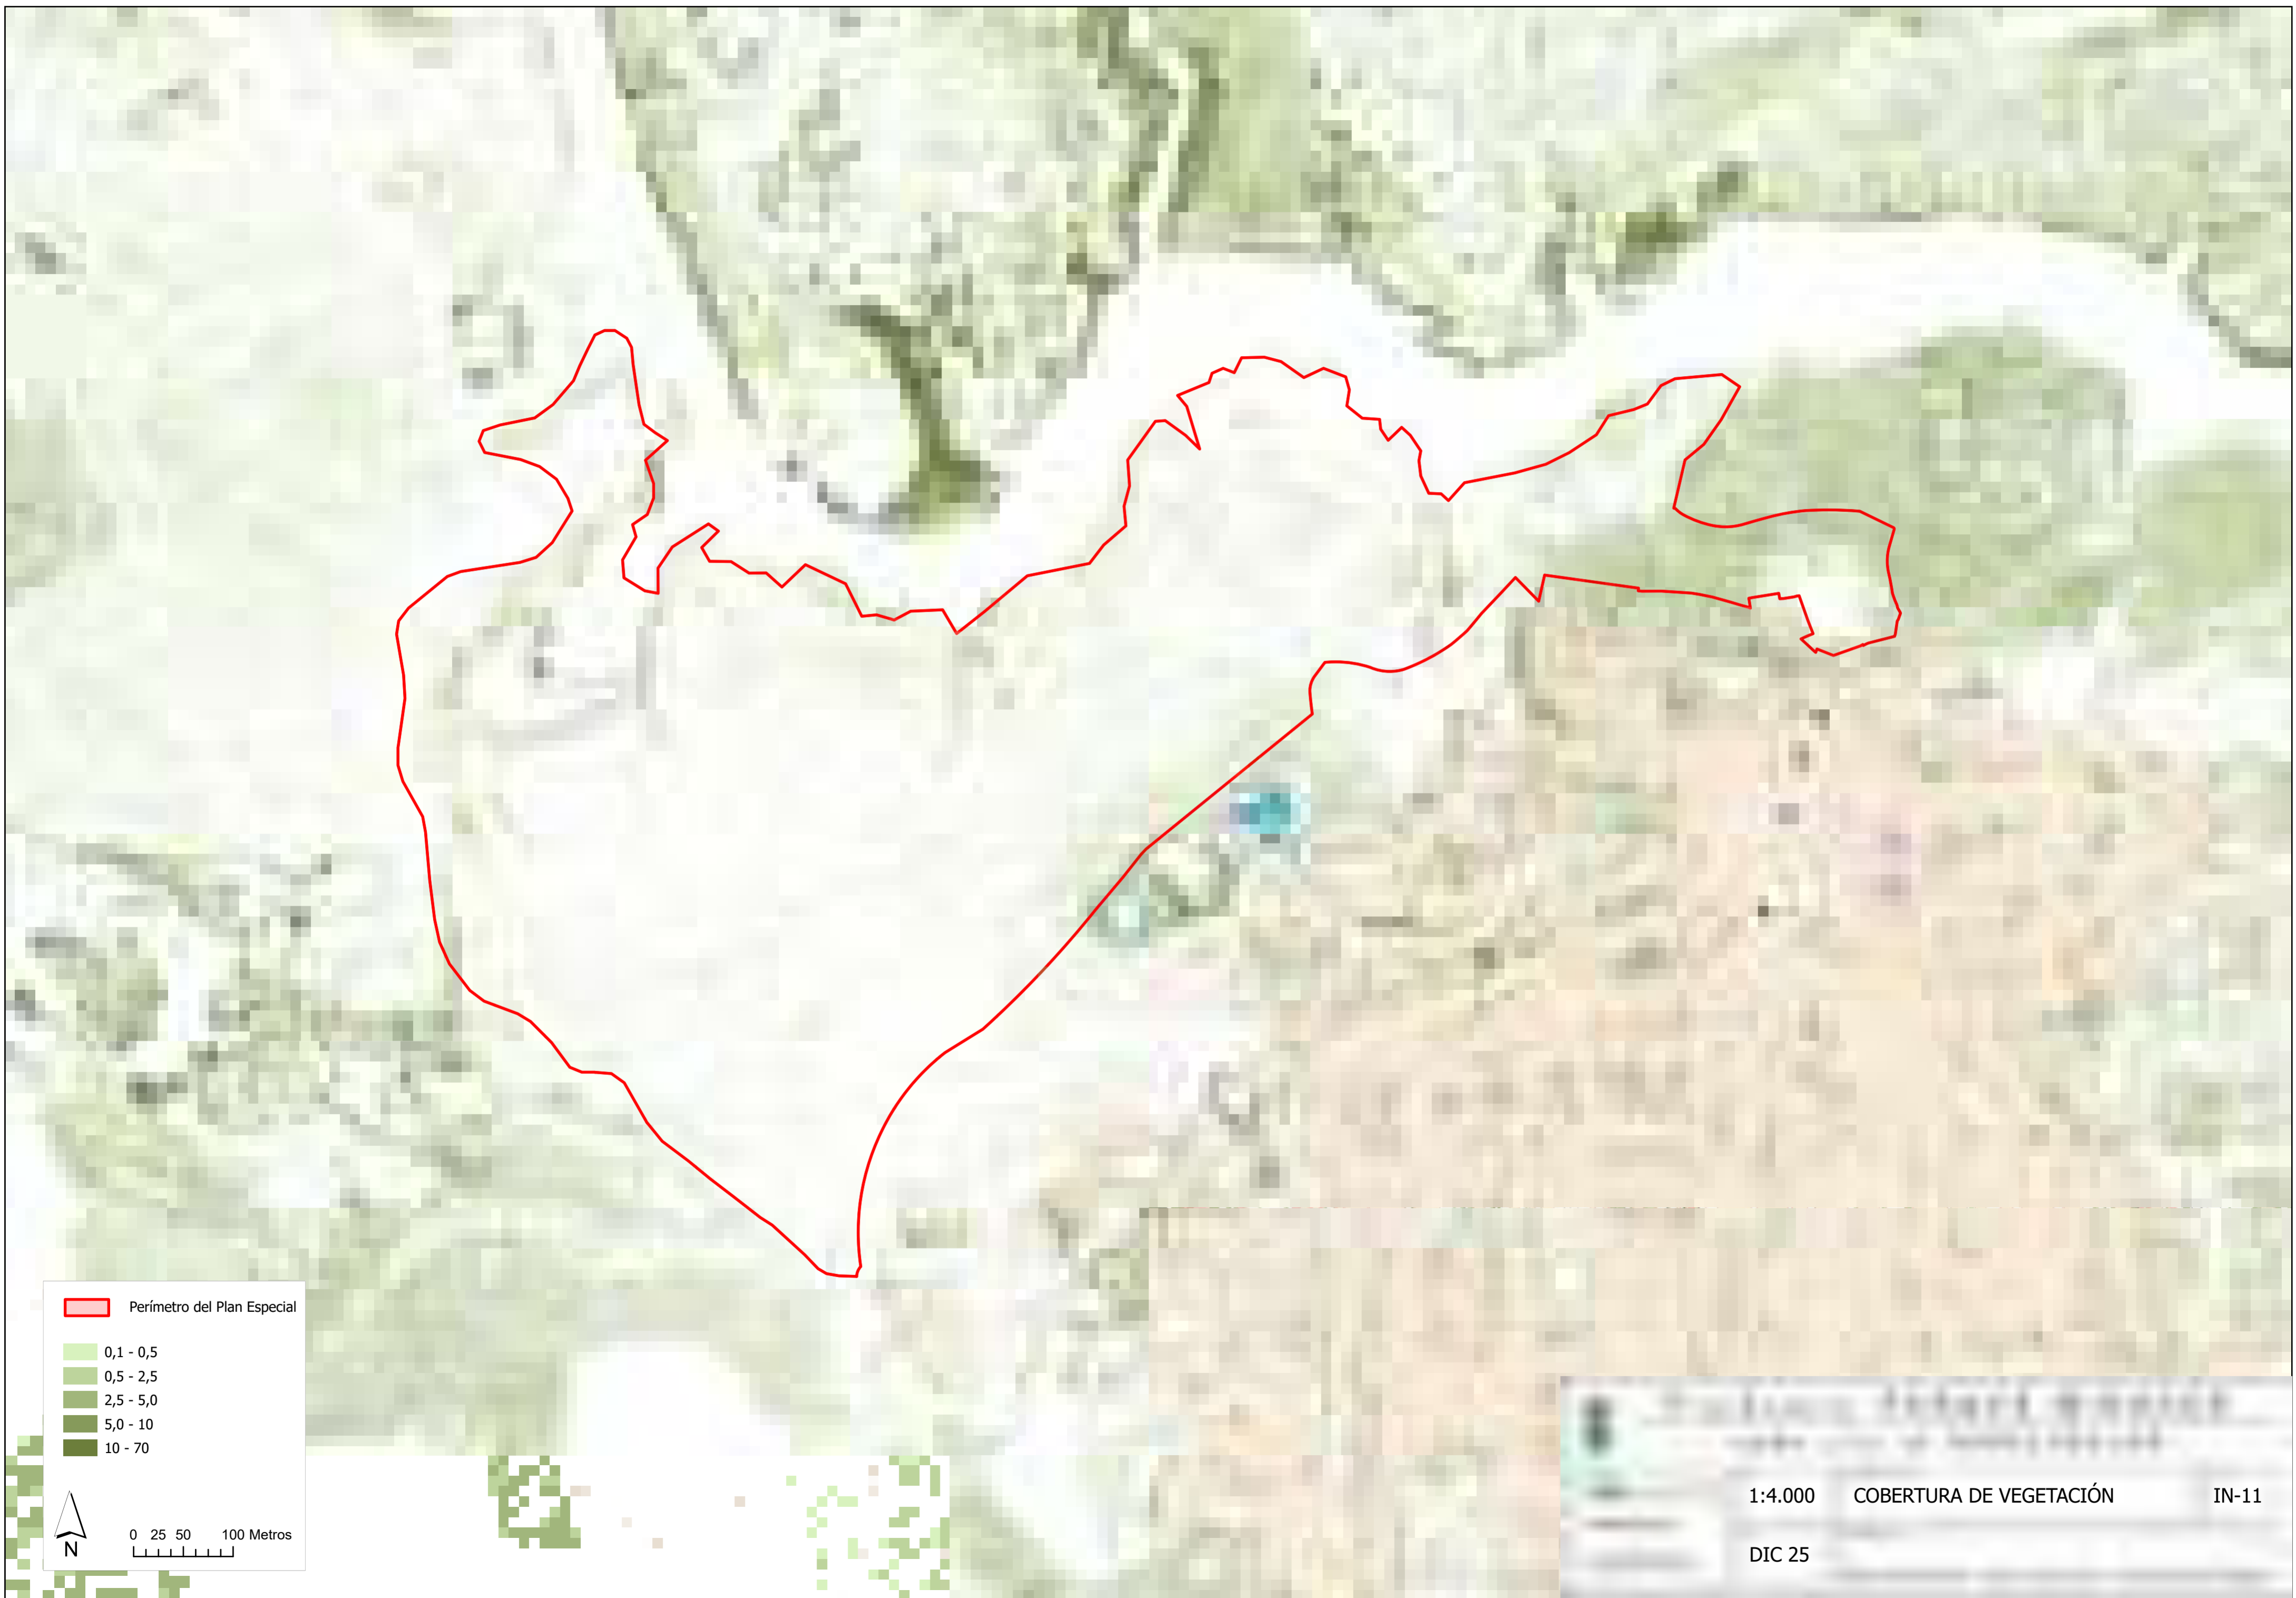 Perímetro del Plan Especial
0,1 - 0,5
0,5 - 2,5
2,5 - 5,0
5,0 - 10
10 - 70
N
0 25 50 100 Metros
1:4.000 COBERTURA DE VEGETACIÓN IN-11
DIC 25